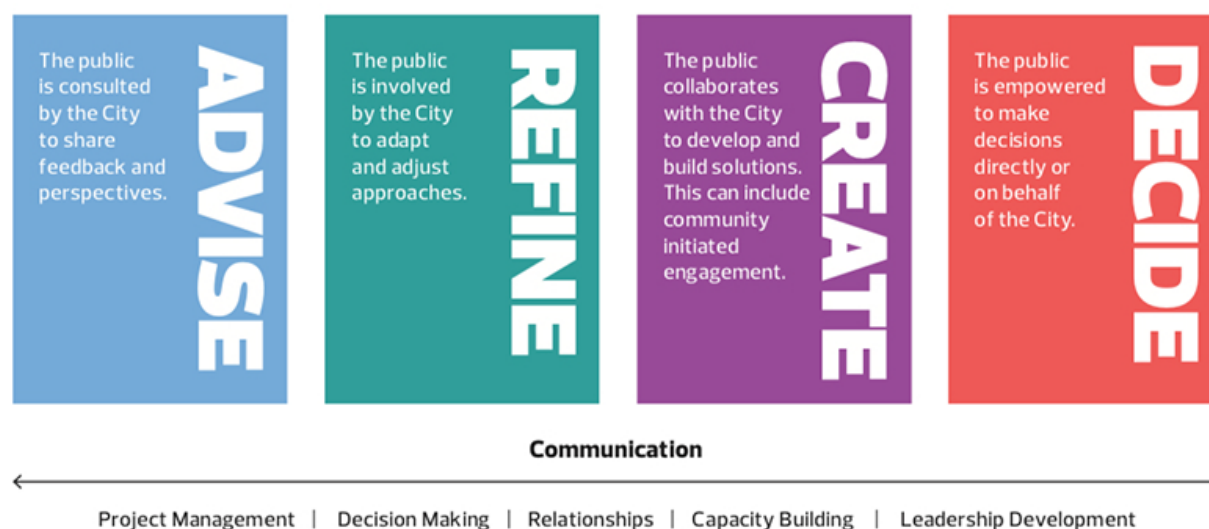 The public
is consulted
by the City
to share
feedback and
perspectives.
ADVISE
The public
is involved
by the City
to adapt
and adjust
approaches.
REFINE
The public
collaborates
with the City
to develop and
build solutions.
This can include
community
initiated
engagement.
CREATE
The public
is empowered
to make
decisions
directly or
on behalf
of the City.
DECIDE
Communication
Project Management | Decision Making | Relationships | Capacity Building | Leadership Development